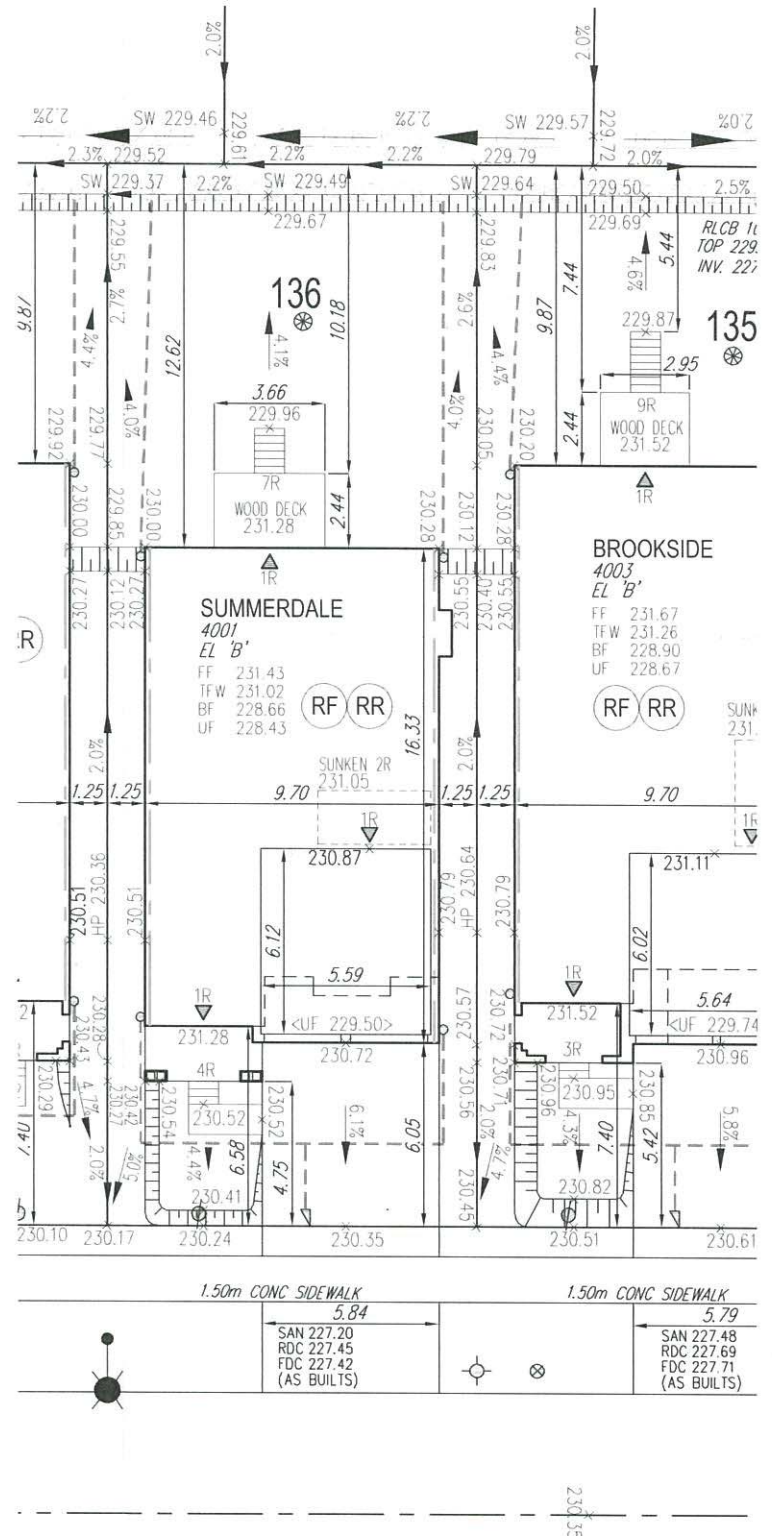 2.0%
2.0%
2.2%
SW 229.46
229.61
2.2%
SW 229.57
229.72
2.0%
2.3%
229.52
2.2%
2.2%
229.79
2.0%
SW 229.37
2.2%
SW 229.49
SW 229.64
229.50
2.5%
229.67
229.69
229.55
229.83
TOP 229.
INV. 227
5.44
9.87
2.7%
4.4%
4.0%
12.62
136
4.1%
10.18
2.6%
4.0%
4.4%
9.87
7.44
4.6%
135
229.87
2.95
3.66
229.96
7R
WOOD DECK
231.28
2.44
9R
WOOD DECK
231.52
2.44
229.92
229.77
230.00
229.85
230.00
230.28
230.05
230.12
230.20
230.28
1R
1R
230.27
230.12
230.27
230.55
230.40
230.55
SUMMERDALE
4001
EL 'B'
FF 231.43
TFW 231.02
BF 228.66
UF 228.43
RF RR
BROOKSIDE
4003
EL 'B'
FF 231.67
TFW 231.26
BF 228.90
UF 228.67
RF RR
16.33
2.0%
2.0%
SUNKEN 2R
231.05
231.
1.25
1.25
9.70
1.25
1.25
9.70
1R
1R
230.87
231.11
230.51
HP 230.36
230.51
230.79
HP 230.64
230.79
6.12
5.59
6.02
5.64
1R
231.28
<UF 229.50>
230.72
1R
231.52
<UF 229.74
230.96
230.43
230.28
230.57
230.72
4R
3R
230.29
230.27
230.42
230.54
230.52
230.52
230.56
230.71
230.96
230.95
230.85
7.40
4.7%
2.0%
5.0%
4.4%
6.58
4.75
6.1%
6.05
2.0%
4.7%
4.3%
7.40
5.42
5.8%
230.41
230.45
230.82
230.10
230.17
230.24
230.35
230.51
230.61
1.50m CONC SIDEWALK
1.50m CONC SIDEWALK
5.84
SAN 227.20
RDC 227.45
FDC 227.42
(AS BUILTS)
5.79
SAN 227.48
RDC 227.69
FDC 227.71
(AS BUILTS)
230.35